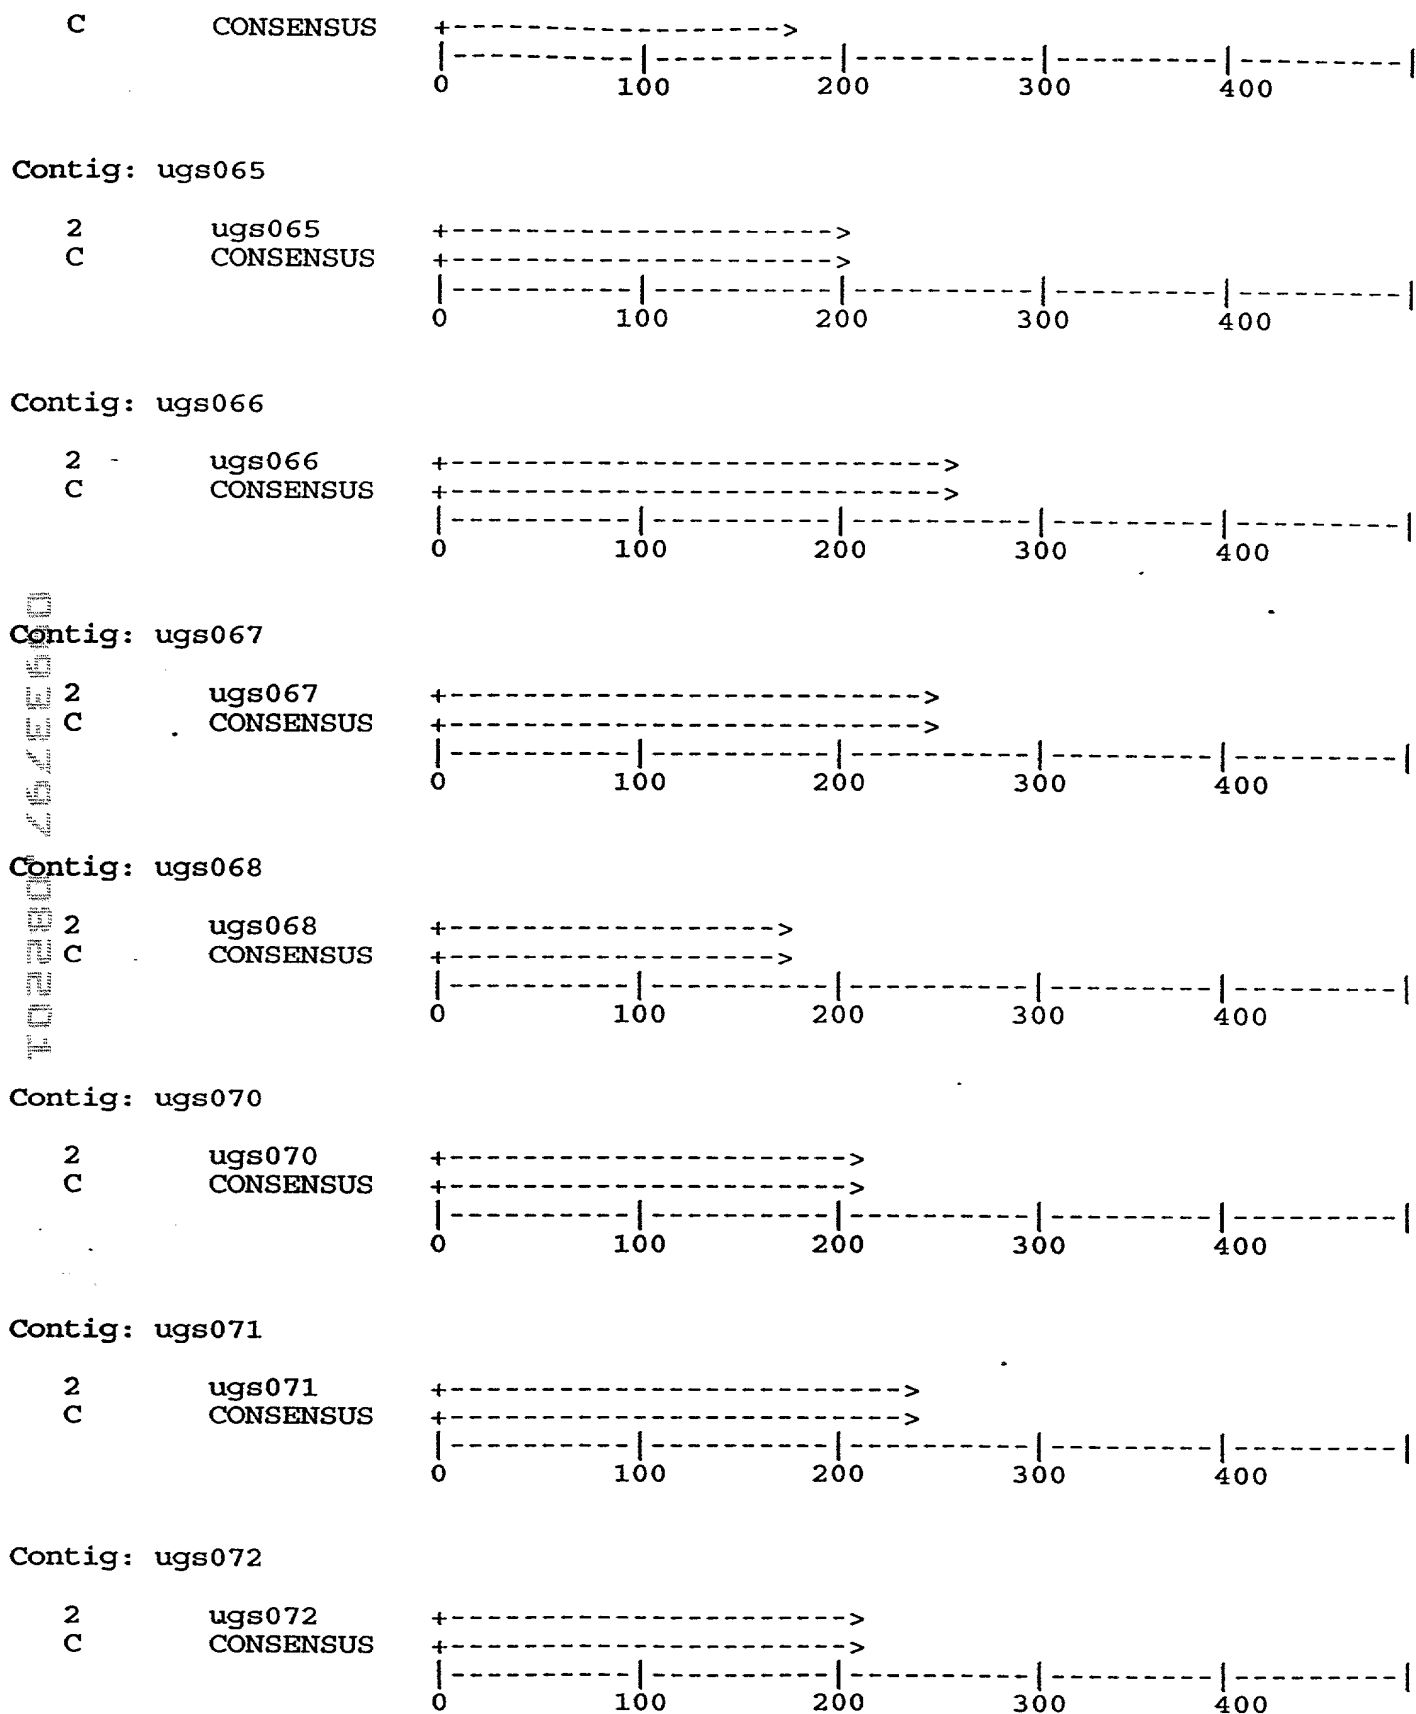 C CONSENSUS +----------------->
|---------|---------|---------|---------|---------|
0 100 200 300 400
Contig: ugs065
2 ugs065 +------------------->
C CONSENSUS +------------------->
|---------|---------|---------|---------|---------|
0 100 200 300 400
Contig: ugs066
2 ugs066 +------------------------->
C CONSENSUS +------------------------->
|---------|---------|---------|---------|---------|
0 100 200 300 400
Contig: ugs067
2 ugs067 +------------------------>
C CONSENSUS +------------------------>
|---------|---------|---------|---------|---------|
0 100 200 300 400
Contig: ugs068
2 ugs068 +----------------->
C CONSENSUS +----------------->
|---------|---------|---------|---------|---------|
0 100 200 300 400
Contig: ugs070
2 ugs070 +-------------------->
C CONSENSUS +-------------------->
|---------|---------|---------|---------|---------|
0 100 200 300 400
Contig: ugs071
2 ugs071 +----------------------->
C CONSENSUS +----------------------->
|---------|---------|---------|---------|---------|
0 100 200 300 400
Contig: ugs072
2 ugs072 +-------------------->
C CONSENSUS +-------------------->
|---------|---------|---------|---------|---------|
0 100 200 300 400